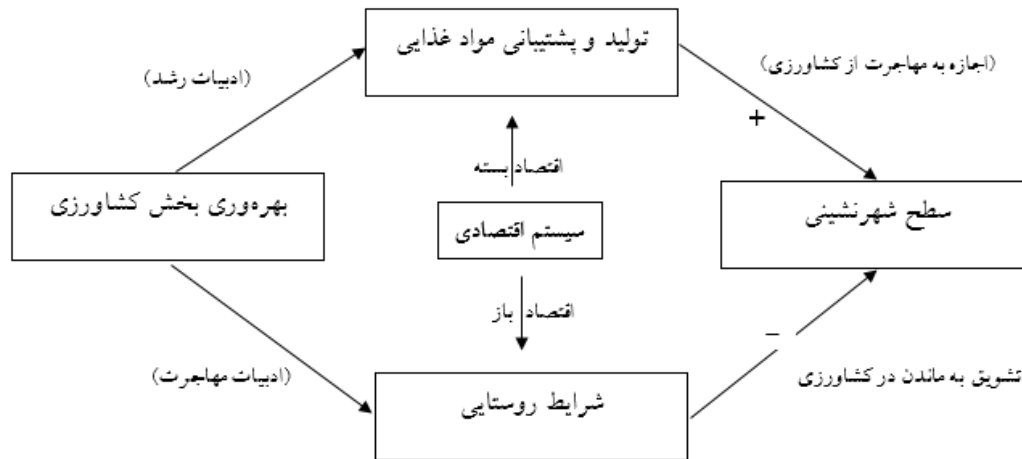 تولید و پشتیبانی مواد غذایی
(ادبیات رشد)
(اجازه به مهاجرت از کشاورزی)
+
اقتصاد بسته
بهره‌وری بخش کشاورزی
سیستم اقتصادی
سطح شهرنشینی
اقتصاد باز
–
(ادبیات مهاجرت)
تشویق به ماندن در کشاورزی
شرایط روستایی